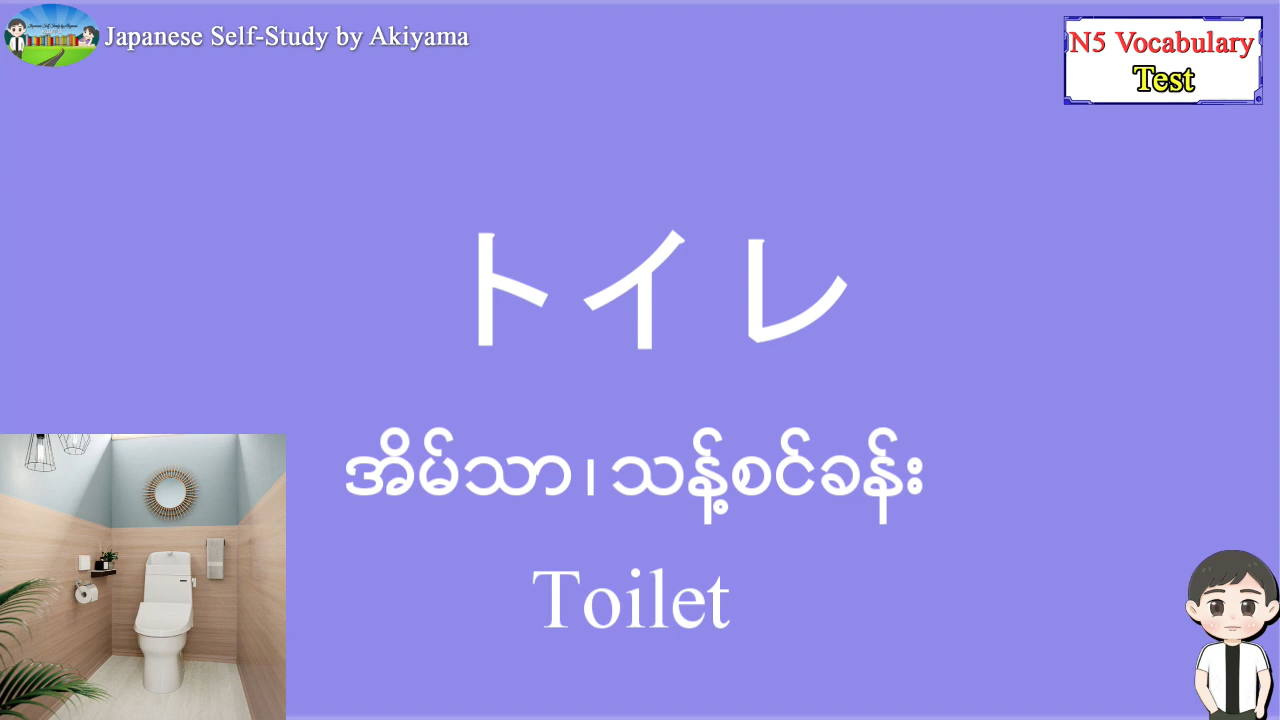 Japanese Self-Study by Akiyama
N5 Vocabulary
Test
トイレ
အိမ်သာ၊သန့်စင်ခန်း
Toilet